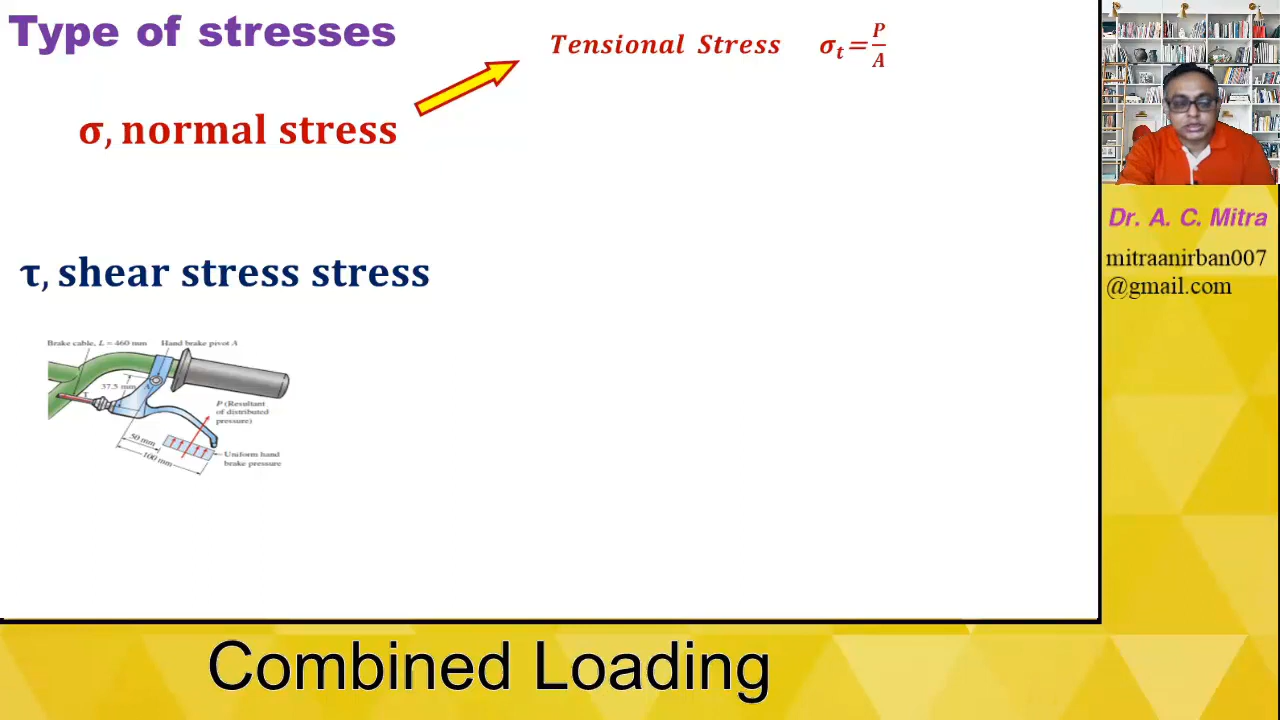 Type of stresses
Tensional Stress σₜ=P/A
σ, normal stress
τ, shear stress stress
Brake cable, L = 460 mm
Hand brake pivot A
37.5 mm
A
T
P (Resultant
of distributed
pressure)
50 mm
100 mm
Uniform hand
brake pressure
Combined Loading
Dr. A. C. Mitra
mitraanirban007
@gmail.com